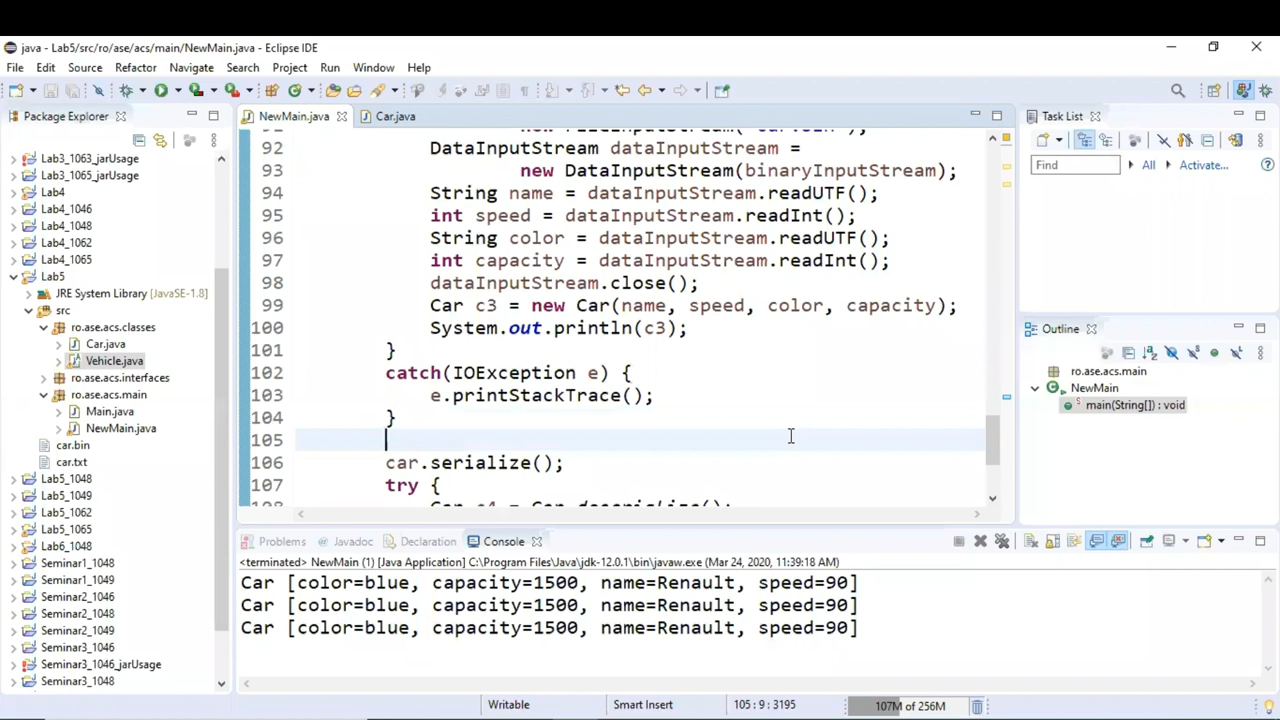 java - Lab5/src/ro/ase/acs/main/NewMain.java - Eclipse IDE
File Edit Source Refactor Navigate Search Project Run Window Help
Package Explorer
Lab3_1063_jarUsage
Lab3_1065_jarUsage
Lab4
Lab4_1046
Lab4_1048
Lab4_1062
Lab4_1065
Lab5
JRE System Library [JavaSE-1.8]
src
ro.ase.acs.classes
Car.java
Vehicle.java
ro.ase.acs.interfaces
ro.ase.acs.main
Main.java
NewMain.java
car.bin
car.txt
Lab5_1048
Lab5_1049
Lab5_1062
Lab5_1065
Lab6_1048
Seminar1_1048
Seminar1_1049
Seminar2_1046
Seminar2_1048
Seminar2_1049
Seminar3_1046
Seminar3_1046_jarUsage
Seminar3_1048
NewMain.java Car.java
92 DataInputStream dataInputStream =
93 new DataInputStream(binaryInputStream);
94 String name = dataInputStream.readUTF();
95 int speed = dataInputStream.readInt();
96 String color = dataInputStream.readUTF();
97 int capacity = dataInputStream.readInt();
98 dataInputStream.close();
99 Car c3 = new Car(name, speed, color, capacity);
100 System.out.println(c3);
101 }
102 catch(IOException e) {
103 e.printStackTrace();
104 }
105
106 car.serialize();
107 try {
Task List
Find All Activate...
Outline
ro.ase.acs.main
NewMain
main(String[]) : void
Problems Javadoc Declaration Console
<terminated> NewMain (1) [Java Application] C:\Program Files\Java\jdk-12.0.1\bin\javaw.exe (Mar 24, 2020, 11:39:18 AM)
Car [color=blue, capacity=1500, name=Renault, speed=90]
Car [color=blue, capacity=1500, name=Renault, speed=90]
Car [color=blue, capacity=1500, name=Renault, speed=90]
Writable Smart Insert 105 : 9 : 3195 107M of 256M